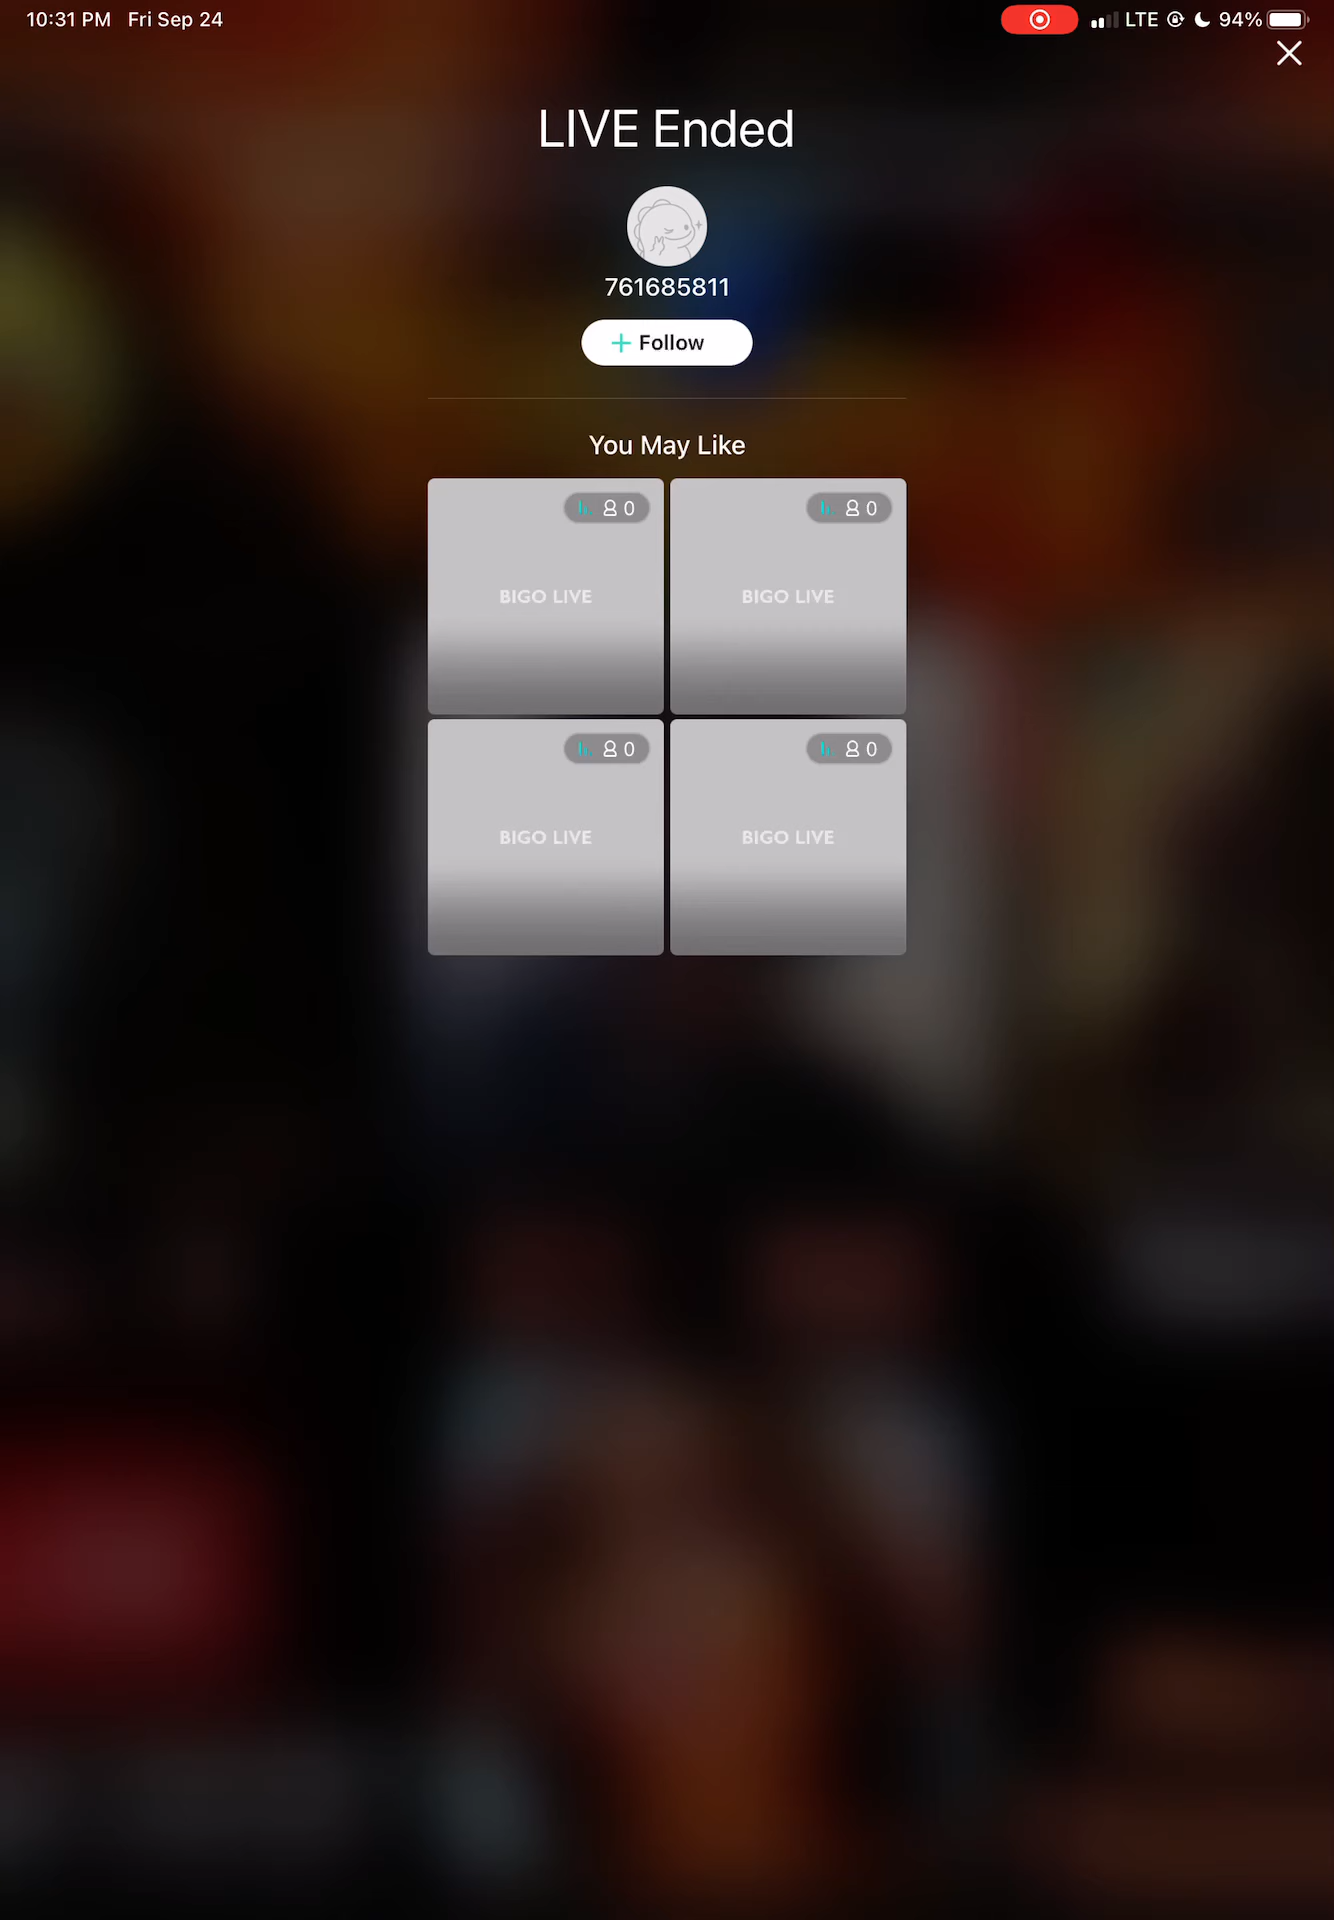 10:31 PM Fri Sep 24 LTE 94%
LIVE Ended
761685811
+ Follow
You May Like
0 0
BIGO LIVE BIGO LIVE
0 0
BIGO LIVE BIGO LIVE